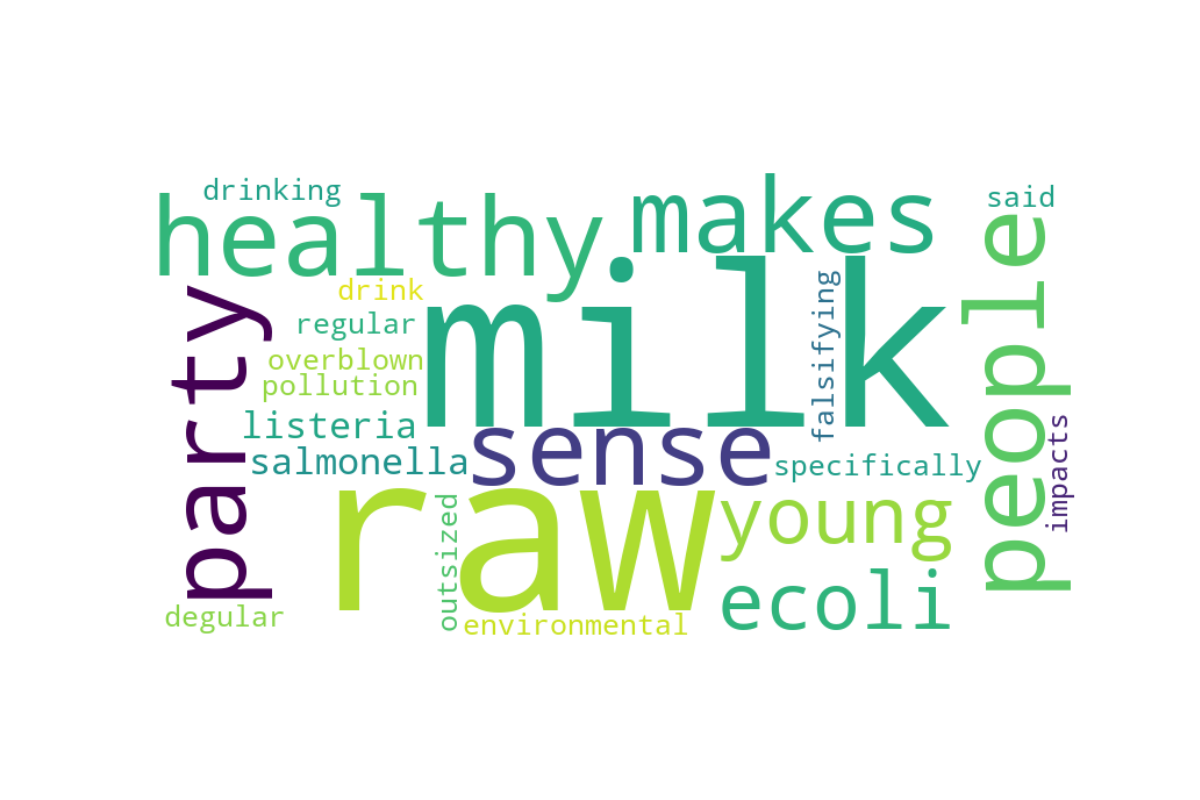 drinking
healthy
makes
said
milk
people
party
drink
regular
overblown
pollution
falsifying
listeria
salmonella
sense
specifically
impacts
raw
young
outsized
ecoli
degular
environmental